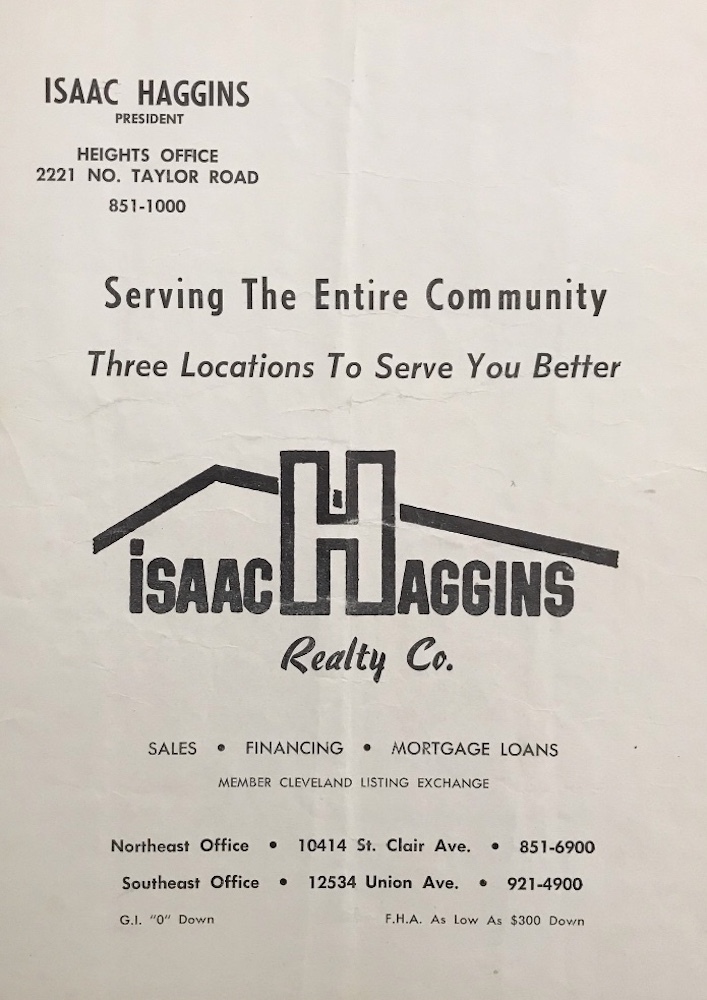 ISAAC HAGGINS
PRESIDENT
HEIGHTS OFFICE
2221 NO. TAYLOR ROAD
851-1000
Serving The Entire Community
Three Locations To Serve You Better
iSAAC HAGGINS
Realty Co.
SALES • FINANCING • MORTGAGE LOANS
MEMBER CLEVELAND LISTING EXCHANGE
Northeast Office • 10414 St. Clair Ave. • 851-6900
Southeast Office • 12534 Union Ave. • 921-4900
G.I. "0" Down F.H.A. As Low As $300 Down